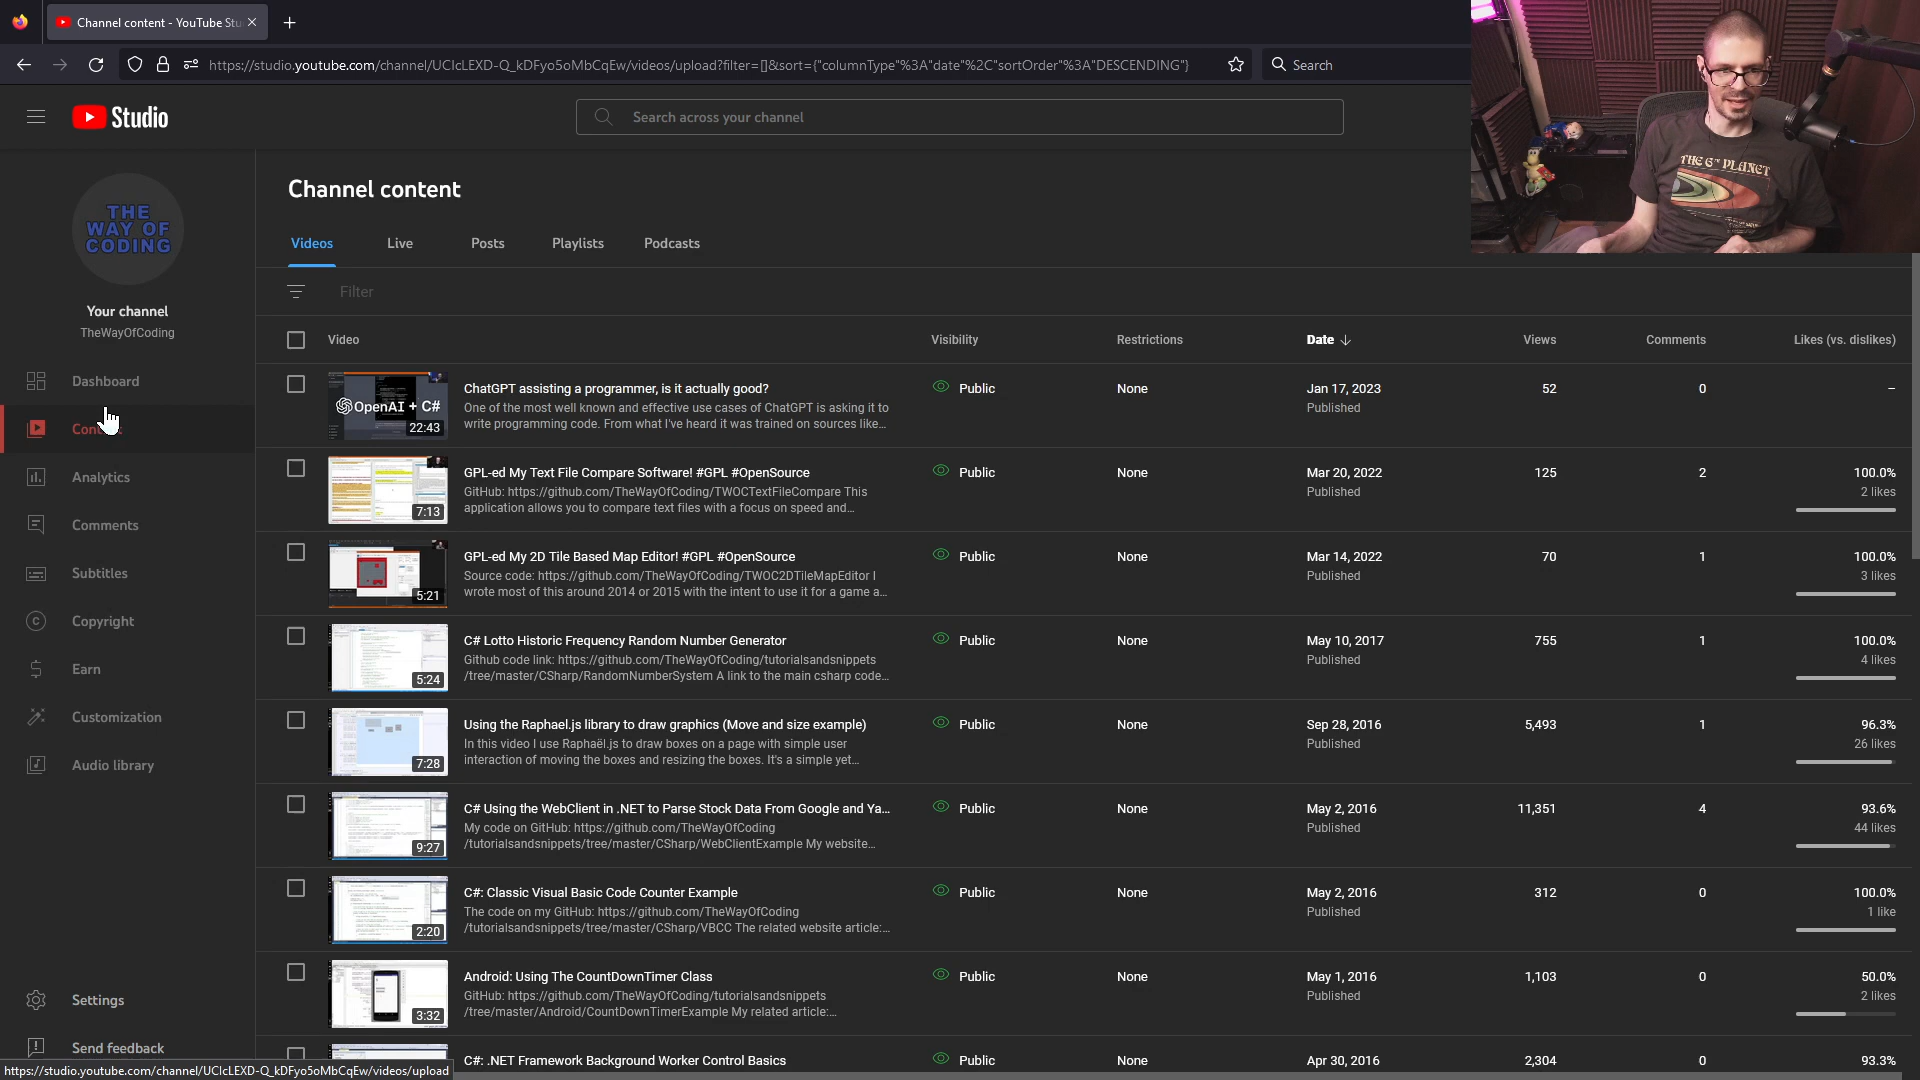 Channel content - YouTube Stu
https://studio.youtube.com/channel/UCIcLEXD-Q_kDFyo5oMbCqEw/videos/upload?filter=[]&sort={"columnType"%3A"date"%2C"sortOrder"%3A"DESCENDING"}
Search
Studio
Search across your channel
THE 6TH PLANET
THE
WAY OF
CODING
Your channel
TheWayOfCoding
Dashboard
Analytics
Comments
Subtitles
Copyright
Earn
Customization
Audio library
Settings
Send feedback
Channel content
Videos Live Posts Playlists Podcasts
Filter
Video Visibility Restrictions Date Views Comments Likes (vs. dislikes)
OpenAI + C#
22:43
ChatGPT assisting a programmer, is it actually good? Public None Jan 17, 2023 52 0 –
One of the most well known and effective use cases of ChatGPT is asking it to Published
write programming code. From what I've heard it was trained on sources like...
7:13
GPL-ed My Text File Compare Software! #GPL #OpenSource Public None Mar 20, 2022 125 2 100.0%
GitHub: https://github.com/TheWayOfCoding/TWOCTextFileCompare This Published 2 likes
application allows you to compare text files with a focus on speed and...
5:21
GPL-ed My 2D Tile Based Map Editor! #GPL #OpenSource Public None Mar 14, 2022 70 1 100.0%
Source code: https://github.com/TheWayOfCoding/TWOC2DTileMapEditor I Published 3 likes
wrote most of this around 2014 or 2015 with the intent to use it for a game a...
5:24
C# Lotto Historic Frequency Random Number Generator Public None May 10, 2017 755 1 100.0%
Github code link: https://github.com/TheWayOfCoding/tutorialsandsnippets Published 4 likes
/tree/master/CSharp/RandomNumberSystem A link to the main csharp code...
7:28
Using the Raphael.js library to draw graphics (Move and size example) Public None Sep 28, 2016 5,493 1 96.3%
In this video I use Raphaël.js to draw boxes on a page with simple user Published 26 likes
interaction of moving the boxes and resizing the boxes. It's a simple yet...
9:27
C# Using the WebClient in .NET to Parse Stock Data From Google and Ya... Public None May 2, 2016 11,351 4 93.6%
My code on GitHub: https://github.com/TheWayOfCoding Published 44 likes
/tutorialsandsnippets/tree/master/CSharp/WebClientExample My website...
2:20
C#: Classic Visual Basic Code Counter Example Public None May 2, 2016 312 0 100.0%
The code on my GitHub: https://github.com/TheWayOfCoding Published 1 like
/tutorialsandsnippets/tree/master/CSharp/VBCC The related website article:...
3:32
Android: Using The CountDownTimer Class Public None May 1, 2016 1,103 0 50.0%
GitHub: https://github.com/TheWayOfCoding/tutorialsandsnippets Published 2 likes
/tree/master/Android/CountDownTimerExample My related article:...
C#: .NET Framework Background Worker Control Basics Public None Apr 30, 2016 2,304 0 93.3%
https://studio.youtube.com/channel/UCIcLEXD-Q_kDFyo5oMbCqEw/videos/upload